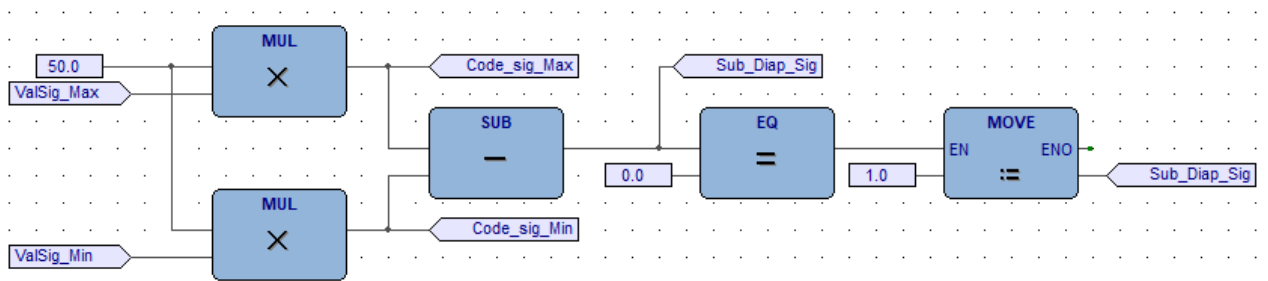 MUL
×
50.0
ValSig_Max
Code_sig_Max
Sub_Diap_Sig
SUB
−
EQ
=
0.0
MOVE
EN
ENO
:=
1.0
Sub_Diap_Sig
MUL
×
ValSig_Min
Code_sig_Min